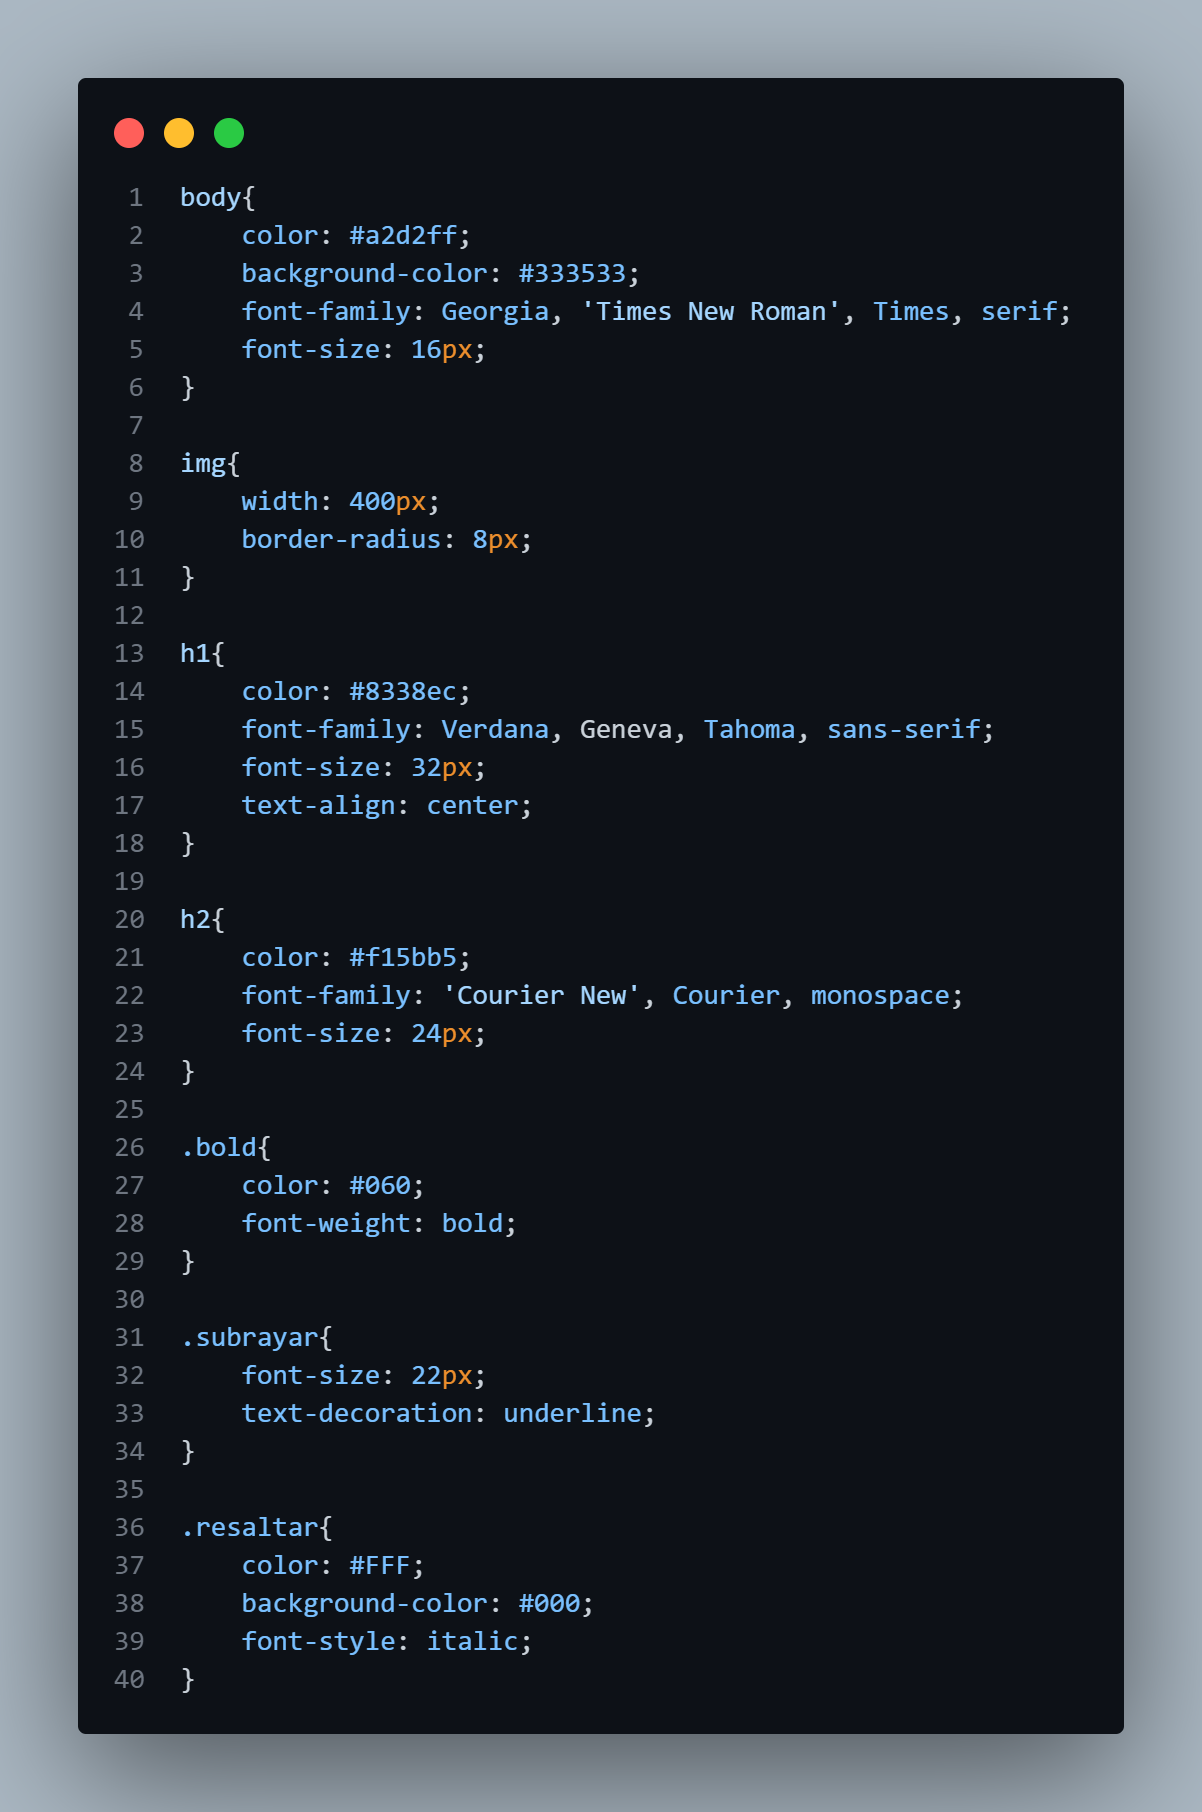 1 body{
2     color: #a2d2ff;
3     background-color: #333533;
4     font-family: Georgia, 'Times New Roman', Times, serif;
5     font-size: 16px;
6 }
7
8 img{
9     width: 400px;
10     border-radius: 8px;
11 }
12
13 h1{
14     color: #8338ec;
15     font-family: Verdana, Geneva, Tahoma, sans-serif;
16     font-size: 32px;
17     text-align: center;
18 }
19
20 h2{
21     color: #f15bb5;
22     font-family: 'Courier New', Courier, monospace;
23     font-size: 24px;
24 }
25
26 .bold{
27     color: #060;
28     font-weight: bold;
29 }
30
31 .subrayar{
32     font-size: 22px;
33     text-decoration: underline;
34 }
35
36 .resaltar{
37     color: #FFF;
38     background-color: #000;
39     font-style: italic;
40 }